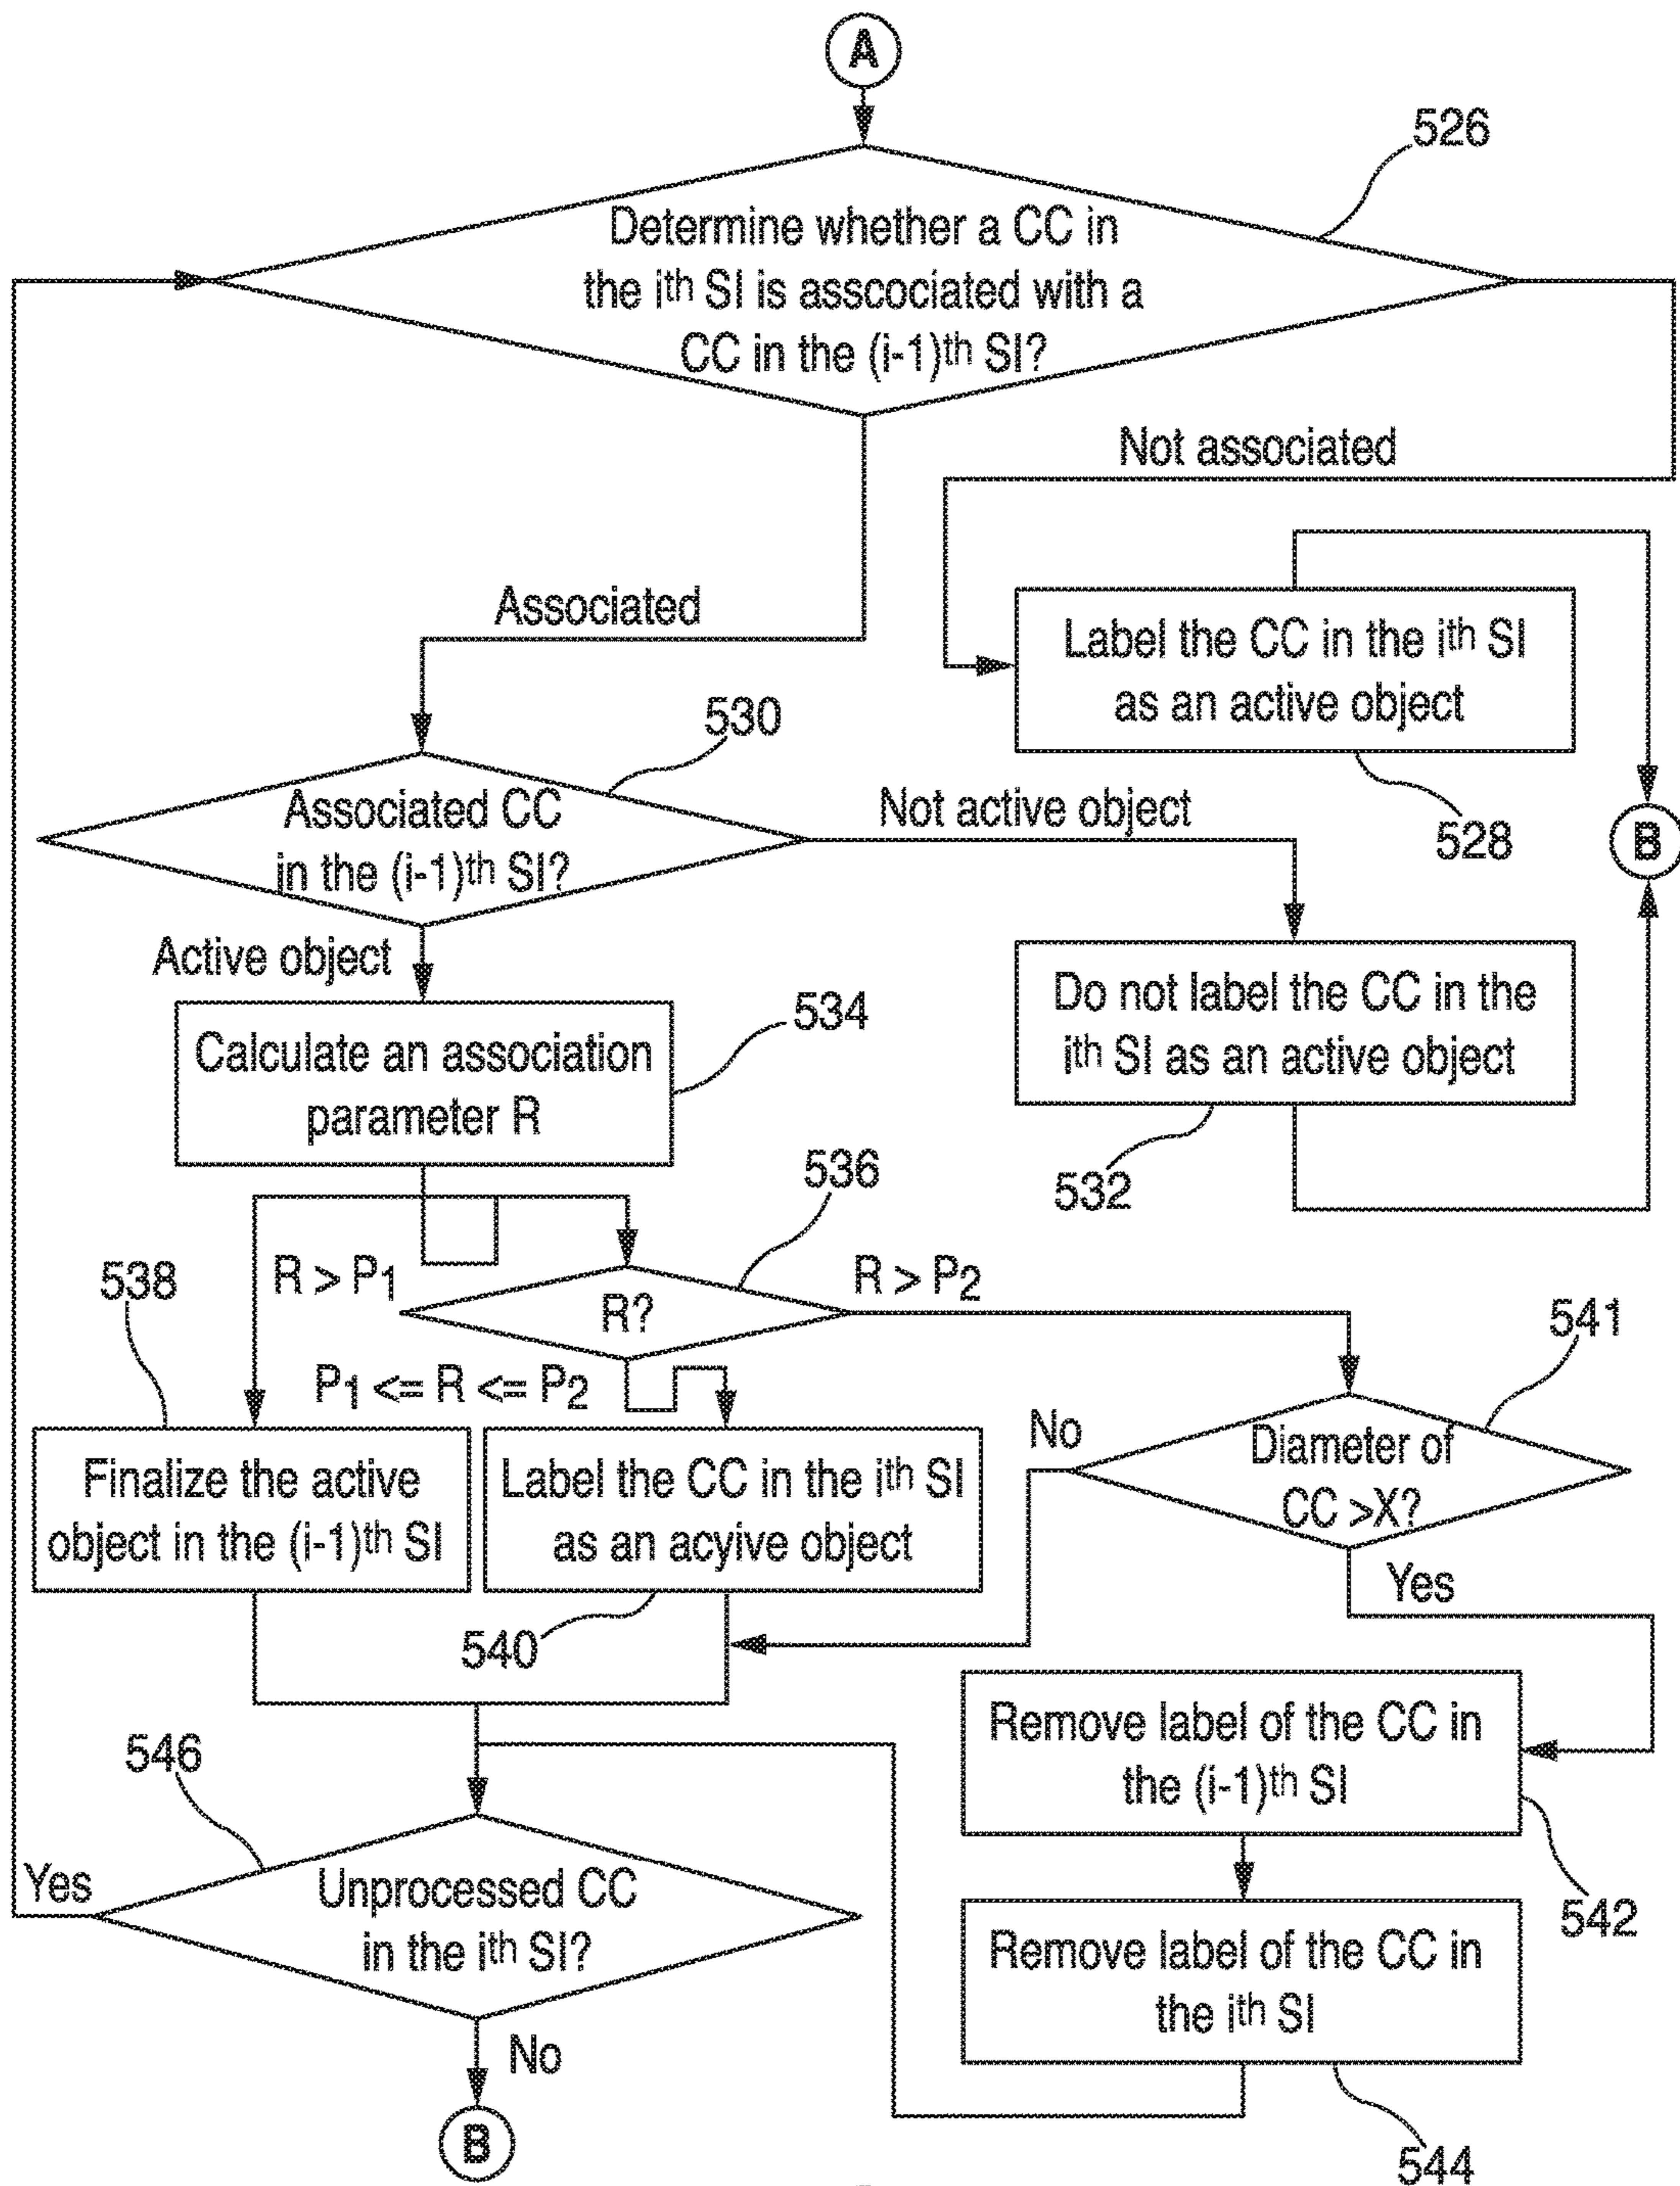 A
526
Determine whether a CC in
the ith SI is asscociated with a
CC in the (i-1)th SI?
Not associated
Associated
Label the CC in the ith SI
as an active object
528
B
530
Associated CC
in the (i-1)th SI?
Not active object
Active object
Do not label the CC in the
ith SI as an active object
532
534
Calculate an association
parameter R
536
R > P1
R?
R > P2
538
P1 <= R <= P2
541
Finalize the active
object in the (i-1)th SI
Label the CC in the ith SI
as an acyive object
540
No
Diameter of
CC >X?
Yes
Remove label of the CC in
the (i-1)th SI
542
546
Yes
Unprocessed CC
in the ith SI?
Remove label of the CC in
the ith SI
544
No
B